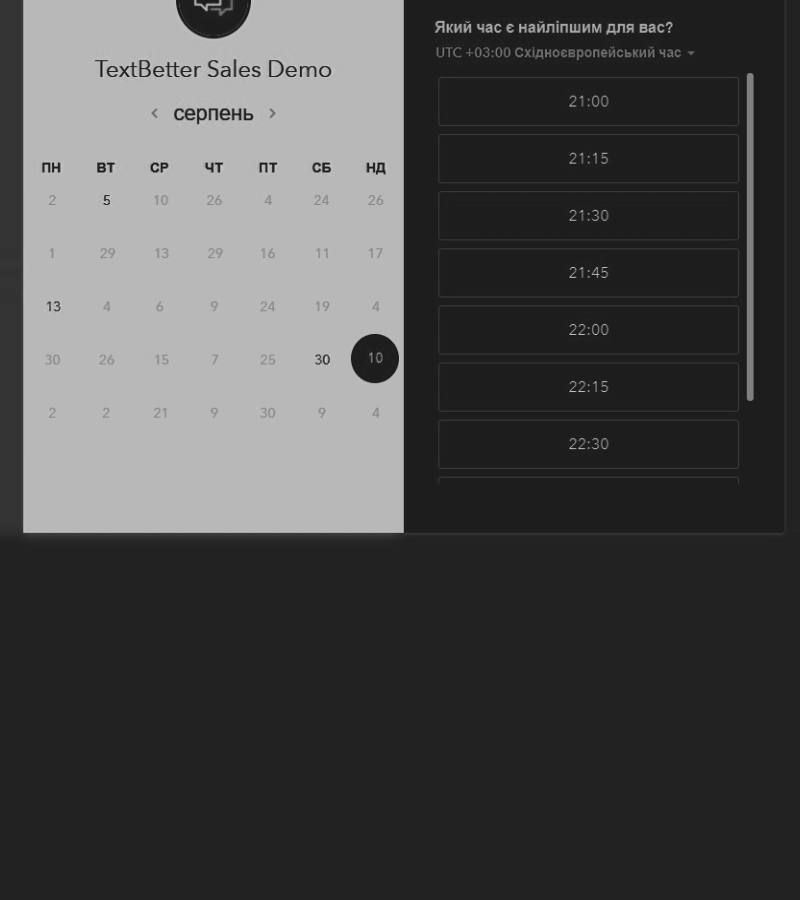 TextBetter Sales Demo
серпень
ПН ВТ СР ЧТ ПТ СБ НД
2 5 10 26 4 24 26
1 29 13 29 16 11 17
13 4 6 9 24 19 4
30 26 15 7 25 30 10
2 2 21 9 30 9 4
Який час є найліпшим для вас?
UTC +03:00 Східноєвропейський час
21:00
21:15
21:30
21:45
22:00
22:15
22:30